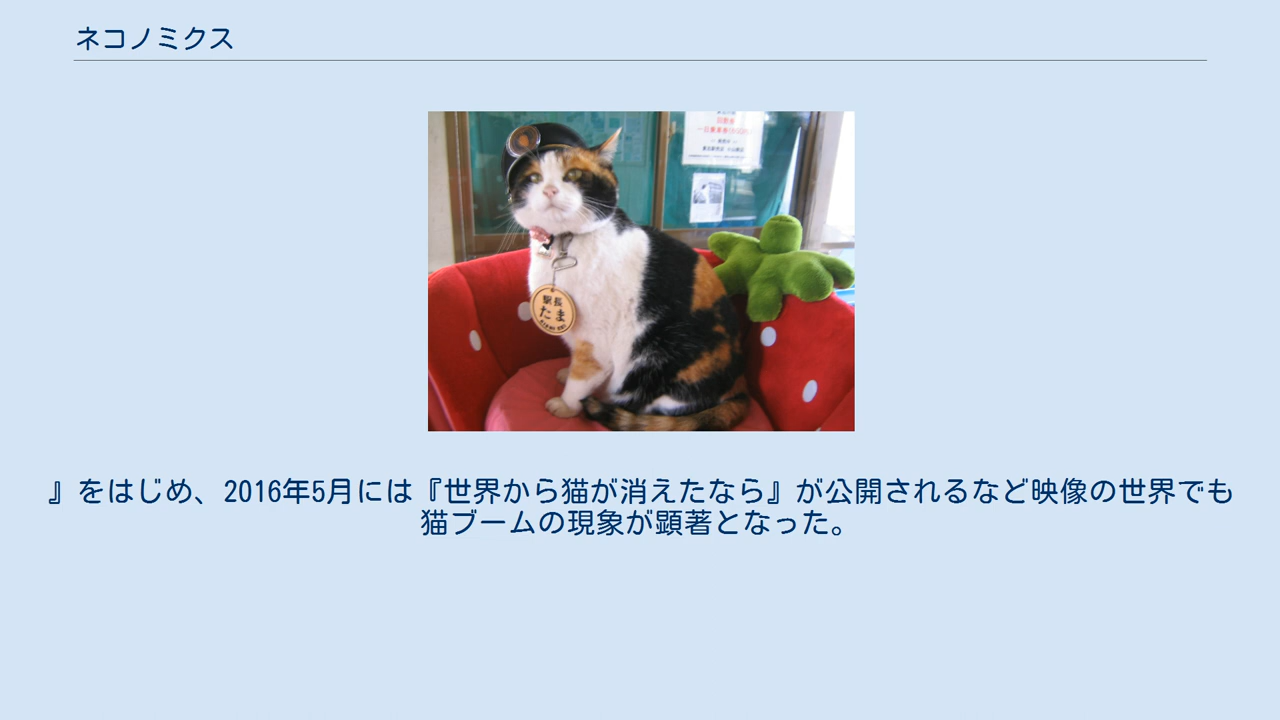 ネコノミクス
駅長
たま
』をはじめ、2016年5月には『世界から猫が消えたなら』が公開されるなど映像の世界でも
猫ブームの現象が顕著となった。